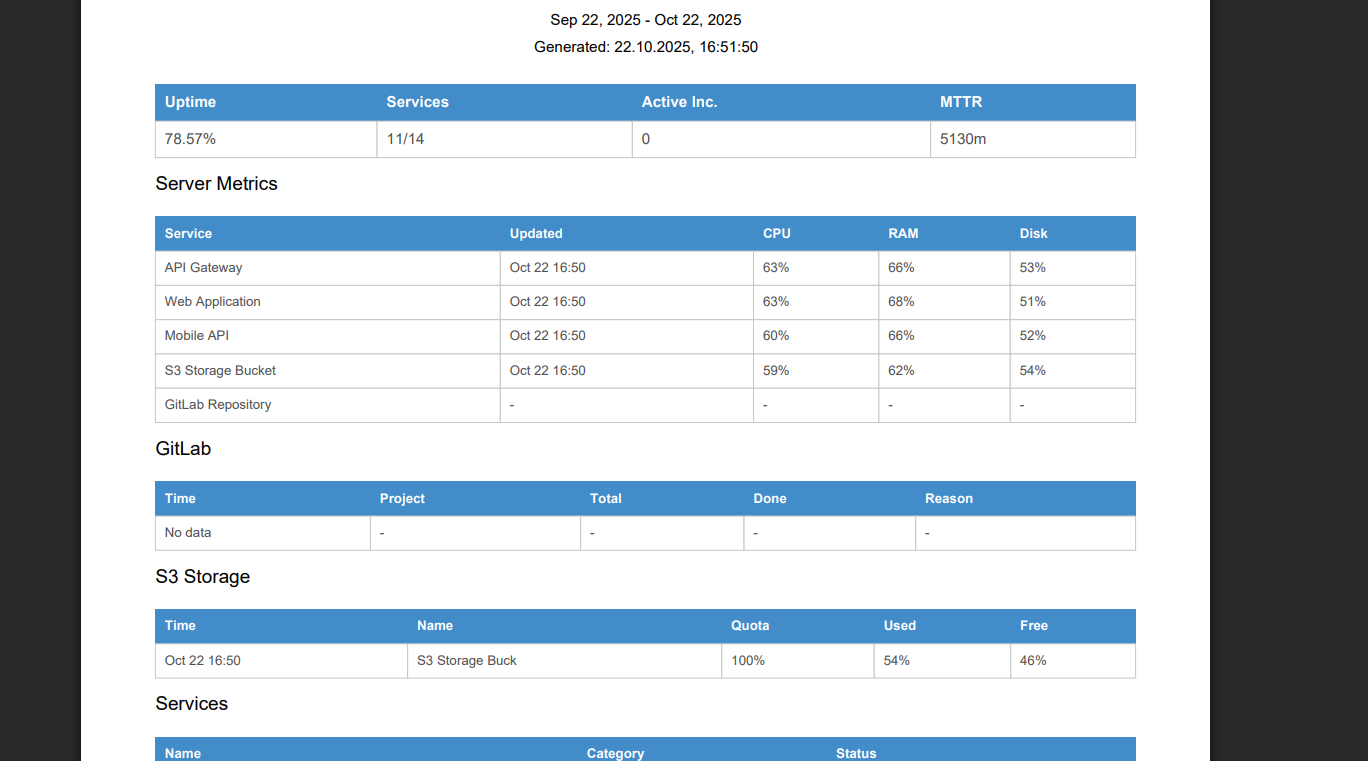 Sep 22, 2025 - Oct 22, 2025
Generated: 22.10.2025, 16:51:50
Uptime Services Active Inc. MTTR
78.57% 11/14 0 5130m
Server Metrics
Service Updated CPU RAM Disk
API Gateway Oct 22 16:50 63% 66% 53%
Web Application Oct 22 16:50 63% 68% 51%
Mobile API Oct 22 16:50 60% 66% 52%
S3 Storage Bucket Oct 22 16:50 59% 62% 54%
GitLab Repository - - - -
GitLab
Time Project Total Done Reason
No data - - - -
S3 Storage
Time Name Quota Used Free
Oct 22 16:50 S3 Storage Buck 100% 54% 46%
Services
Name Category Status